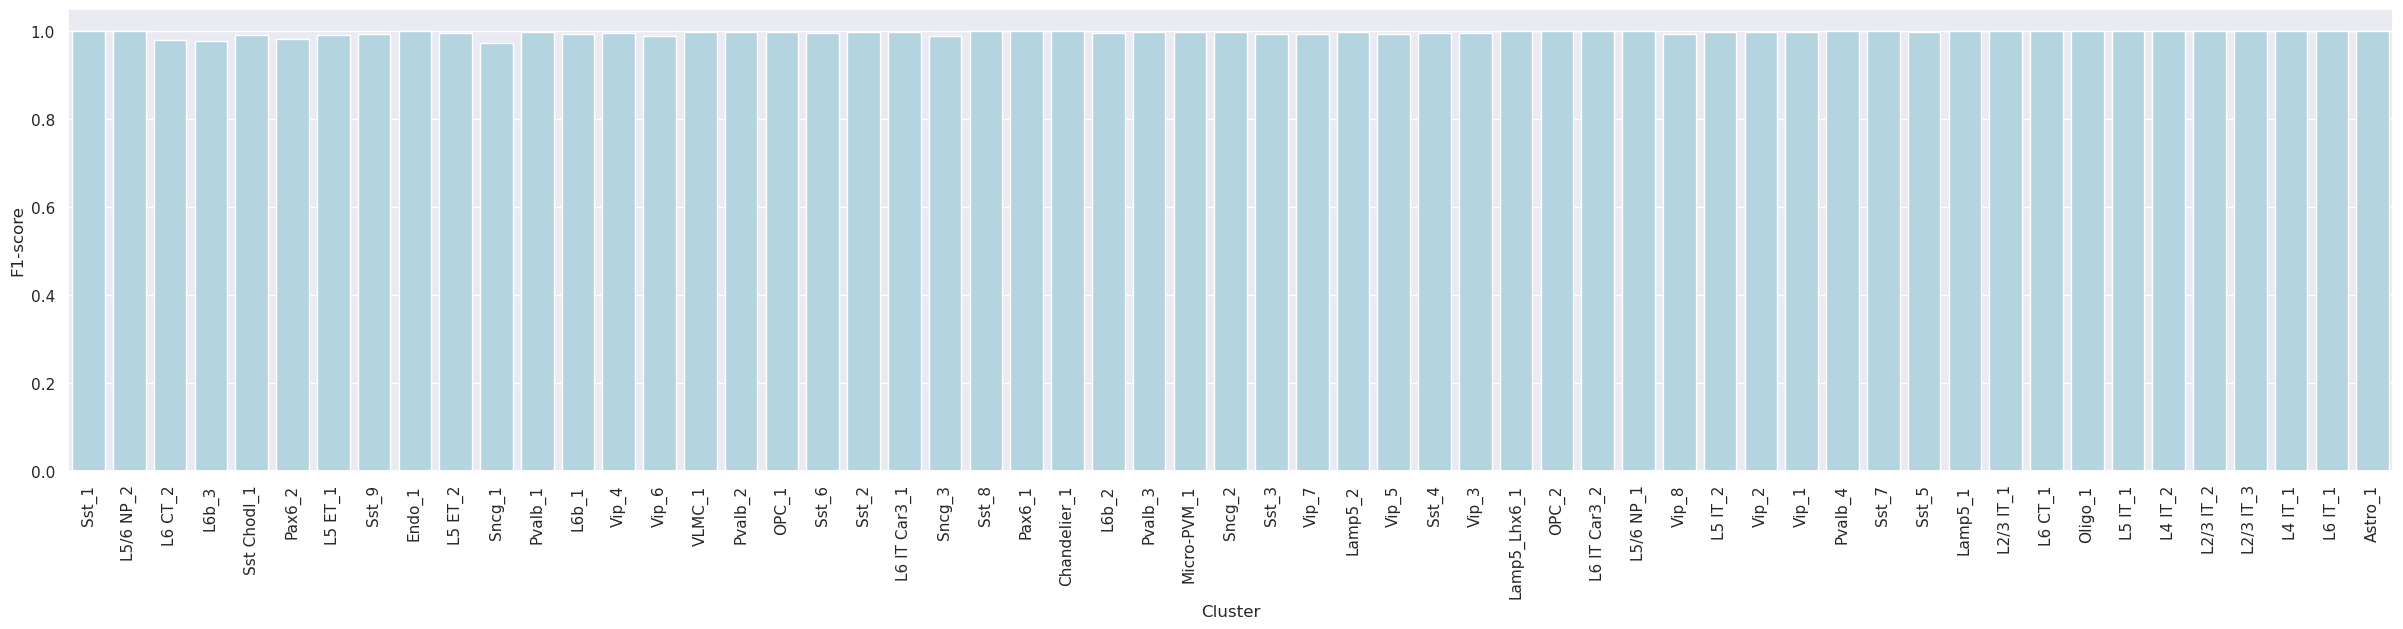 F1-score
1.0
0.8
0.6
0.4
0.2
0.0
Sst_1
L5/6 NP_2
L6 CT_2
L6b_3
Sst Chodl_1
Pax6_2
L5 ET_1
Sst_9
Endo_1
L5 ET_2
Sncg_1
Pvalb_1
L6b_1
Vip_4
Vip_6
VLMC_1
Pvalb_2
OPC_1
Sst_6
Sst_2
L6 IT Car3_1
Sncg_3
Sst_8
Pax6_1
Chandelier_1
L6b_2
Pvalb_3
Micro-PVM_1
Sncg_2
Sst_3
Vip_7
Lamp5_2
Vip_5
Sst_4
Vip_3
Lamp5_Lhx6_1
OPC_2
L6 IT Car3_2
L5/6 NP_1
Vip_8
L5 IT_2
Vip_2
Vip_1
Pvalb_4
Sst_7
Sst_5
Lamp5_1
L2/3 IT_1
L6 CT_1
Oligo_1
L5 IT_1
L4 IT_2
L2/3 IT_2
L2/3 IT_3
L4 IT_1
L6 IT_1
Astro_1
Cluster